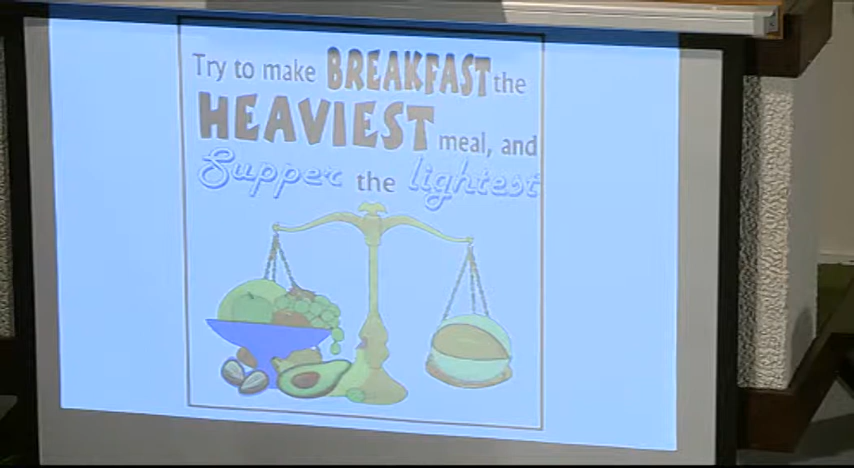 Try to make BREAKFAST the
HEAVIEST meal, and
Supper the lightest